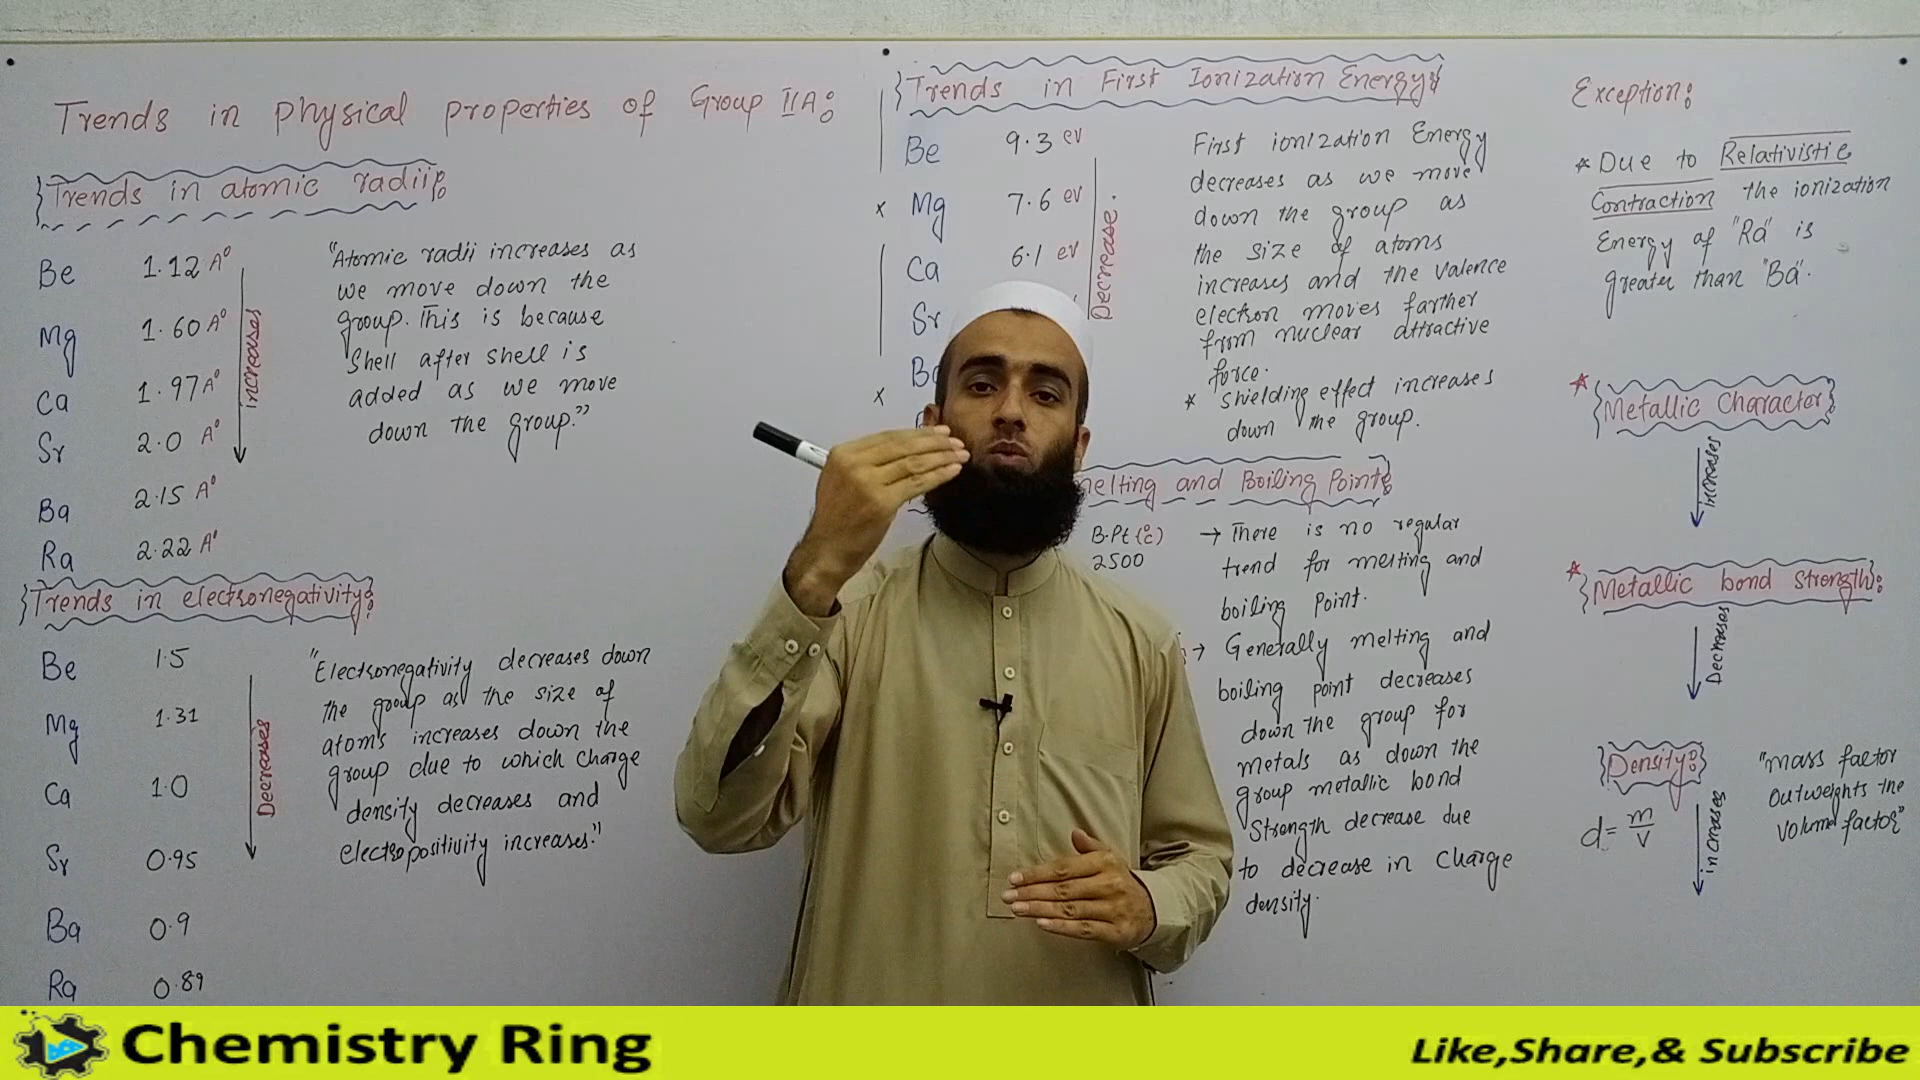 Trends in physical properties of Group IIA:
Trends in atomic radii:
Be 1.12 A°
Mg 1.60 A°
Ca 1.97 A°
Sr 2.0 A°
Ba 2.15 A°
Ra 2.22 A°
increases
"Atomic radii increases as
we move down the
group. This is because
Shell after shell is
added as we move
down the group."
Trends in electronegativity:
Be 1.5
Mg 1.31
Ca 1.0
Sr 0.95
Ba 0.9
Ra 0.89
Decreases
"Electronegativity decreases down
the group as the size of
atoms increases down the
group due to which charge
density decreases and
electropositivity increases."
Trends in First Ionization Energy:
Be 9.3 ev
Mg 7.6 ev
Ca 6.1 ev
Sr
Decrease.
First ionization Energy
decreases as we move
down the group as
the size of atoms
increases and the valence
electron moves farther
from nuclear attractive
force.
* Shielding effect increases
down the group.
melting and Boiling Point:
B.Pt (°C)
2500
→ There is no regular
trend for melting and
boiling point.
→ Generally melting and
boiling point decreases
down the group for
metals as down the
group metallic bond
Strength decrease due
to decrease in charge
density.
Exception:
* Due to Relativistic
Contraction the ionization
Energy of "Ra" is
greater than "Ba".
* Metallic Character:
increases
* Metallic bond strength:
Decreases
Density:
d = m/v
increases
"mass factor
outweights the
volume factor"
Chemistry Ring
Like,Share,& Subscribe